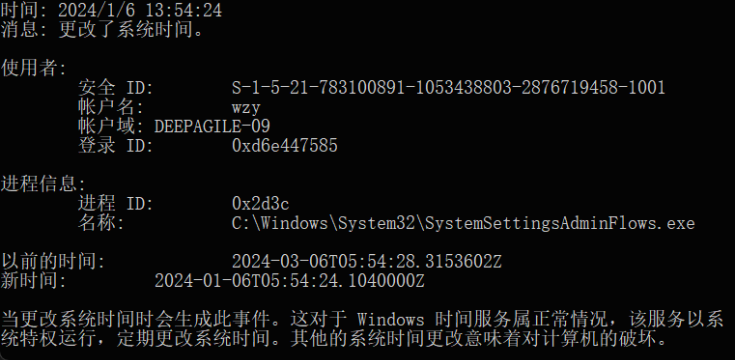 时间: 2024/1/6 13:54:24
消息: 更改了系统时间。
使用者:
安全 ID: S-1-5-21-783100891-1053438803-2876719458-1001
帐户名: wzy
帐户域: DEEPAGILE-09
登录 ID: 0xd6e447585
进程信息:
进程 ID: 0x2d3c
名称: C:\Windows\System32\SystemSettingsAdminFlows.exe
以前的时间: 2024-03-06T05:54:28.3153602Z
新时间: 2024-01-06T05:54:24.1040000Z
当更改系统时间时会生成此事件。这对于 Windows 时间服务属正常情况，该服务以系
统特权运行，定期更改系统时间。其他的系统时间更改意味着对计算机的破坏。